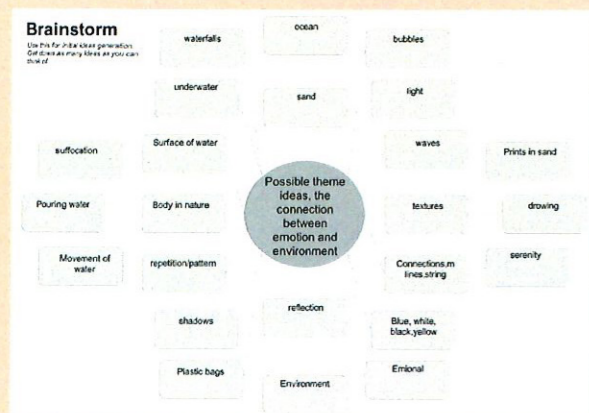 Brainstorm
Use this for initial ideas generation.
Get down as many ideas as you can
think of
waterfalls
ocean
bubbles
underwater
sand
light
suffocation
Surface of water
waves
Prints in sand
Pouring water
Body in nature
Possible theme
ideas, the
connection
between
emotion and
environment
textures
drowing
Movement of
water
repetition/pattern
Connections,m
lines,string
serenity
shadows
reflection
Blue, white,
black,yellow
Plastic bags
Environment
Emional